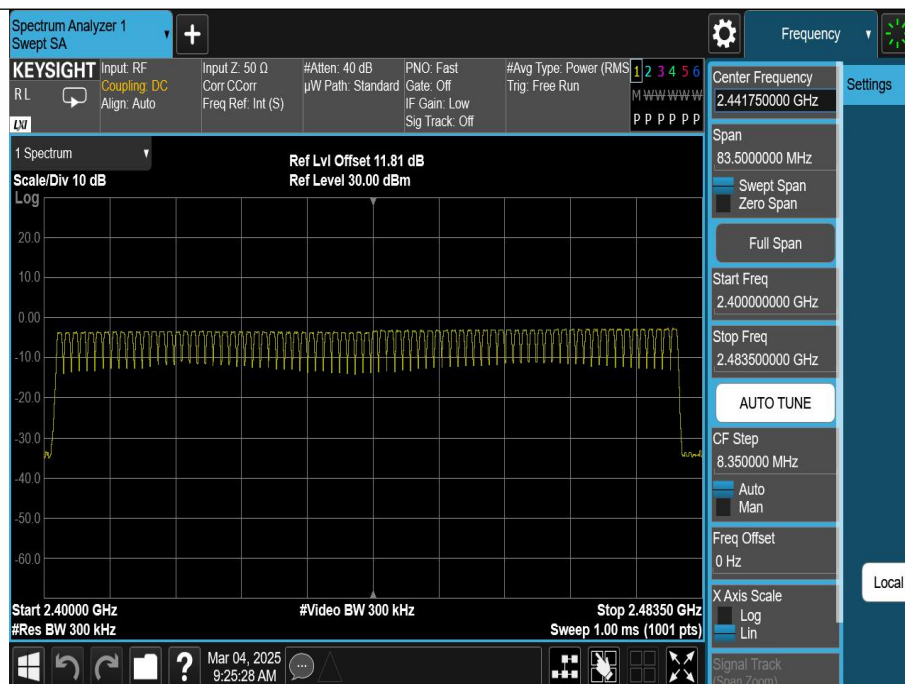 Spectrum Analyzer 1
Swept SA
+
Frequency
KEYSIGHT
RL
LXI
Input: RF
Coupling: DC
Align: Auto
Input Z: 50 Ω
Corr CCorr
Freq Ref: Int (S)
#Atten: 40 dB
µW Path: Standard
PNO: Fast
Gate: Off
IF Gain: Low
Sig Track: Off
#Avg Type: Power (RMS
Trig: Free Run
1 2 3 4 5 6
M W W W W W
P P P P P P
1 Spectrum
Scale/Div 10 dB
Log
Ref Lvl Offset 11.81 dB
Ref Level 30.00 dBm
20.0
10.0
0.00
-10.0
-20.0
-30.0
-40.0
-50.0
-60.0
Start 2.40000 GHz
#Res BW 300 kHz
#Video BW 300 kHz
Stop 2.48350 GHz
Sweep 1.00 ms (1001 pts)
?
Mar 04, 2025
9:25:28 AM
Center Frequency
2.441750000 GHz
Settings
Span
83.5000000 MHz
Swept Span
Zero Span
Full Span
Start Freq
2.400000000 GHz
Stop Freq
2.483500000 GHz
AUTO TUNE
CF Step
8.350000 MHz
Auto
Man
Freq Offset
0 Hz
Local
X Axis Scale
Log
Lin
Signal Track
(Span Zoom)